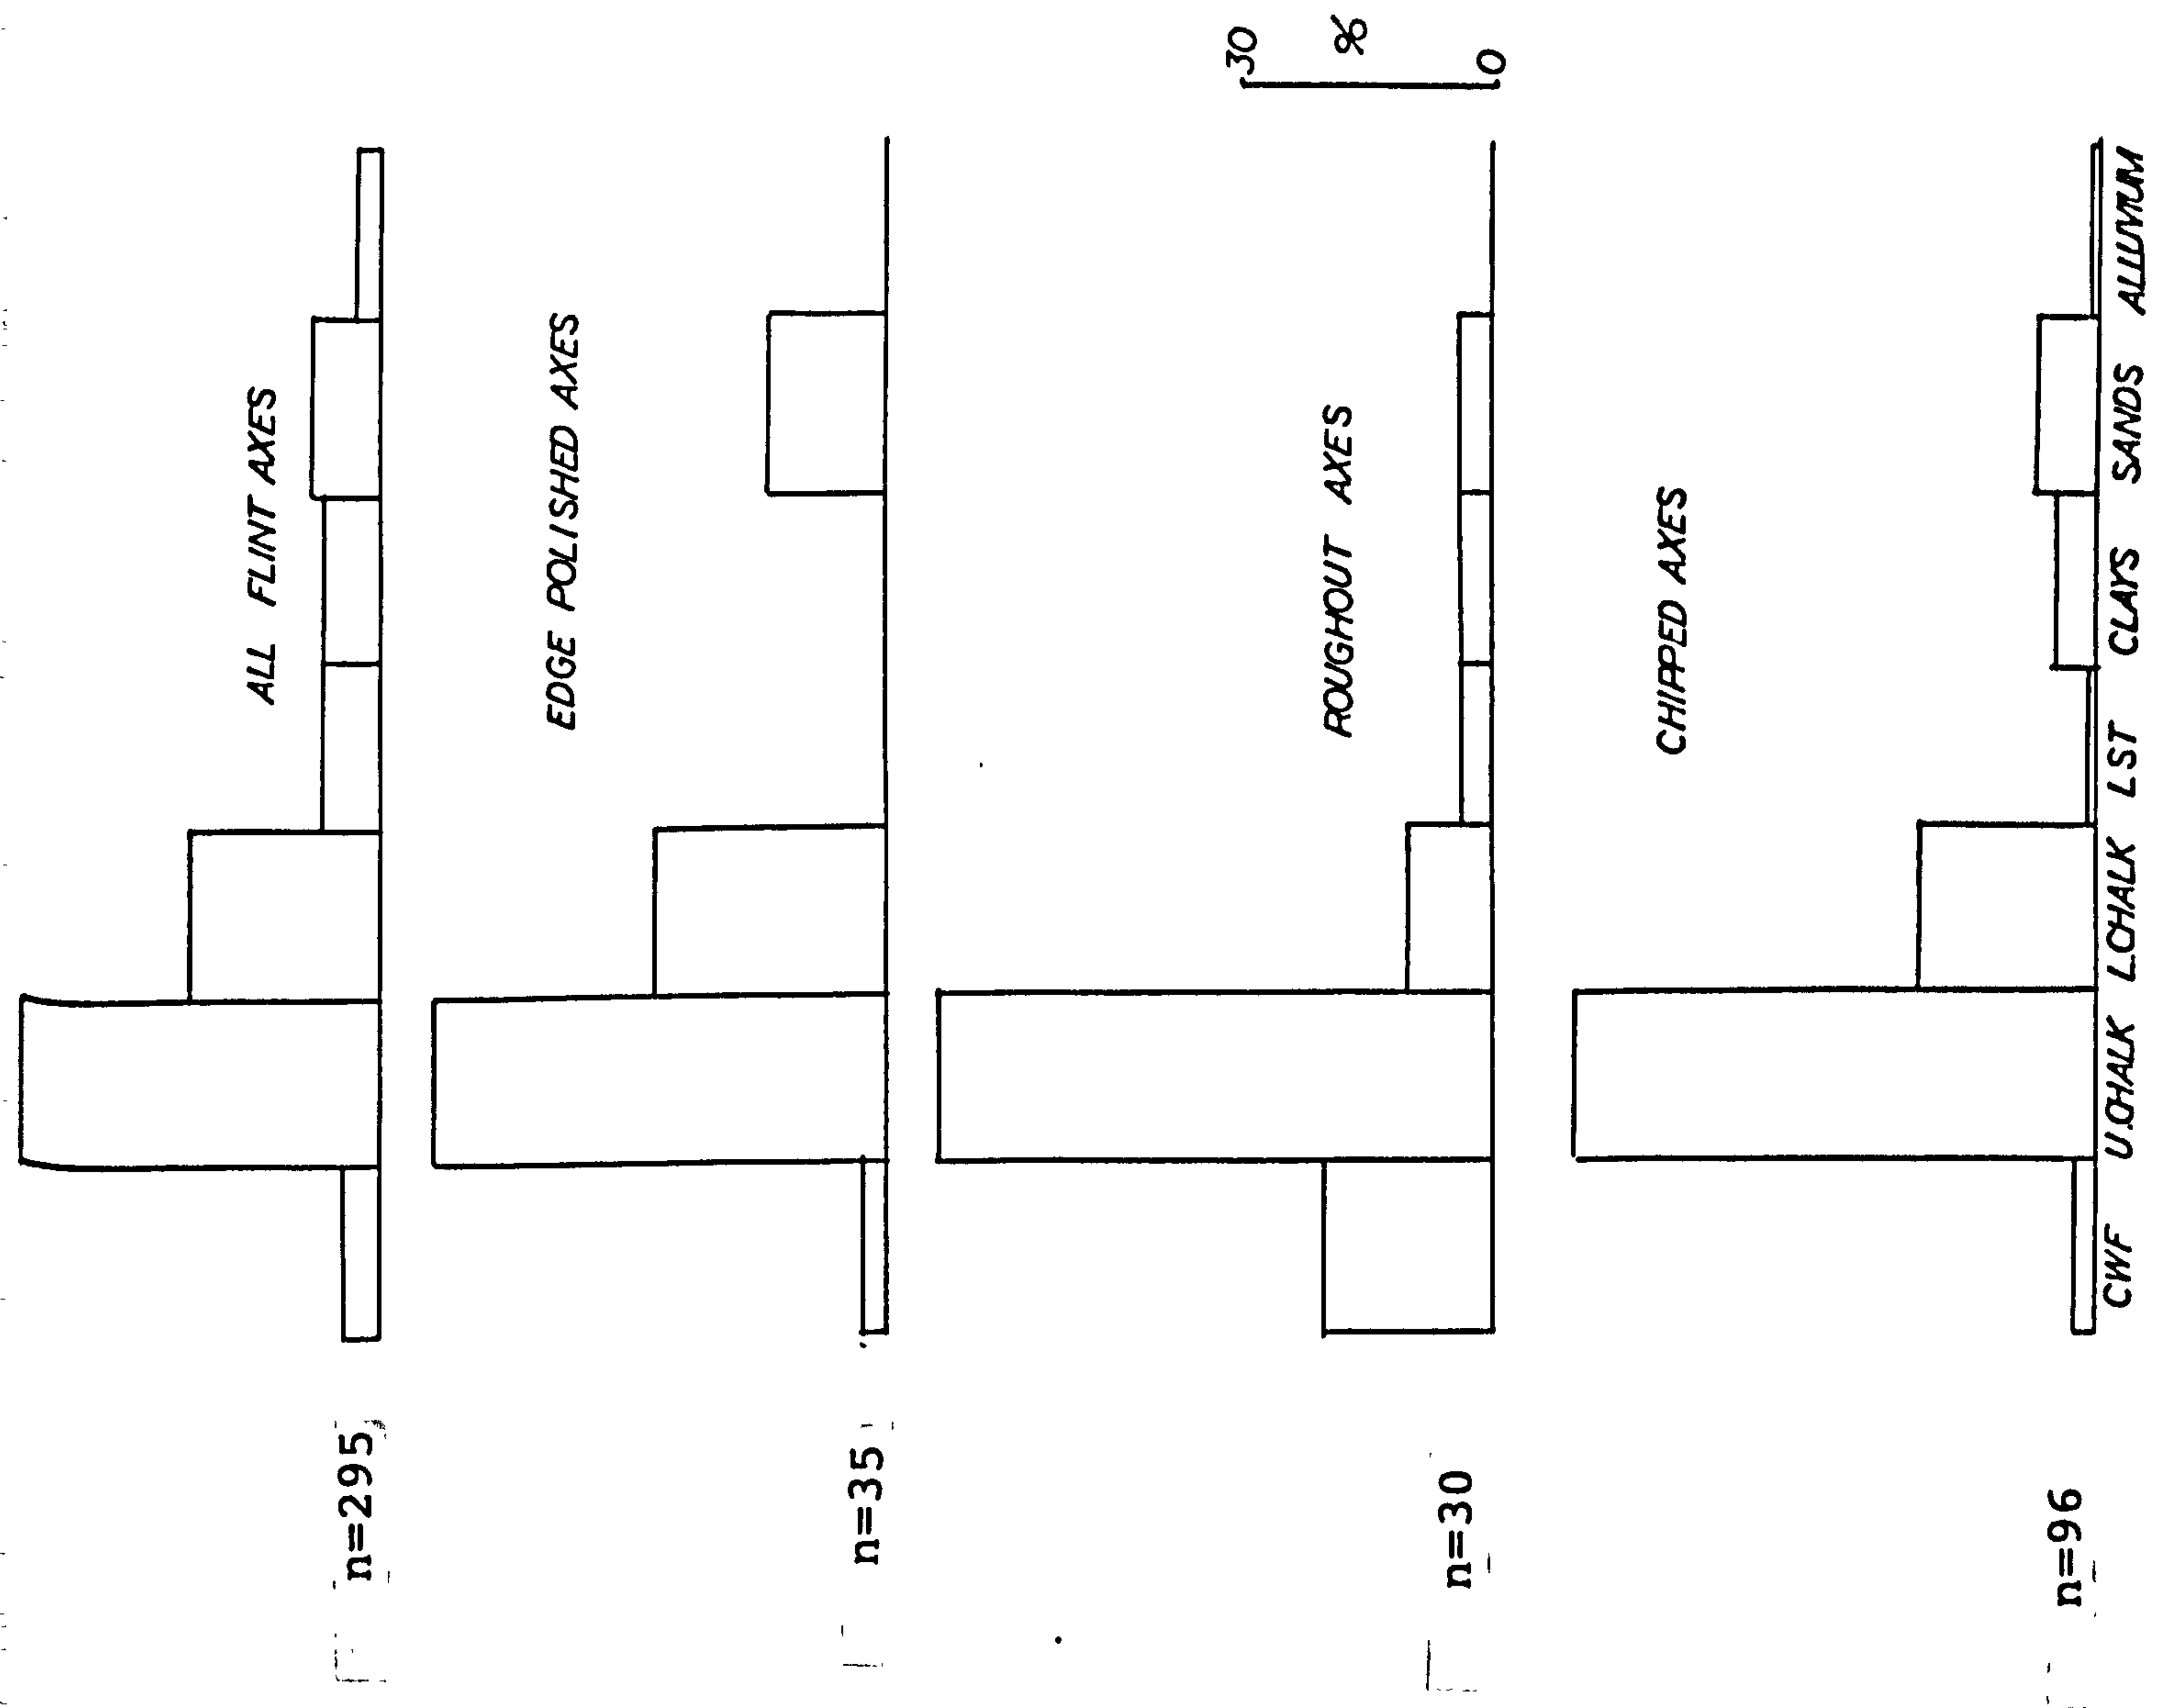 ALL FLINT AXES
n=295
EDGE POLISHED AXES
n=35
30
%
0
ROUGHOUT AXES
n=30
CHIPPED AXES
n=96
CWF U.CHALK L.CHALK LST CLAYS SANDS ALLUVIUM